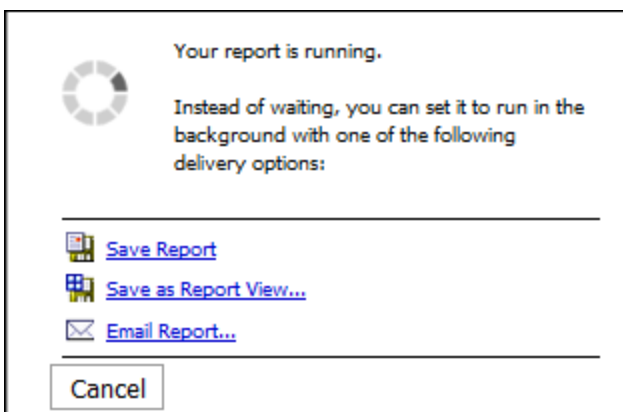 Your report is running.
Instead of waiting, you can set it to run in the
background with one of the following
delivery options:
Save Report
Save as Report View...
Email Report...
Cancel